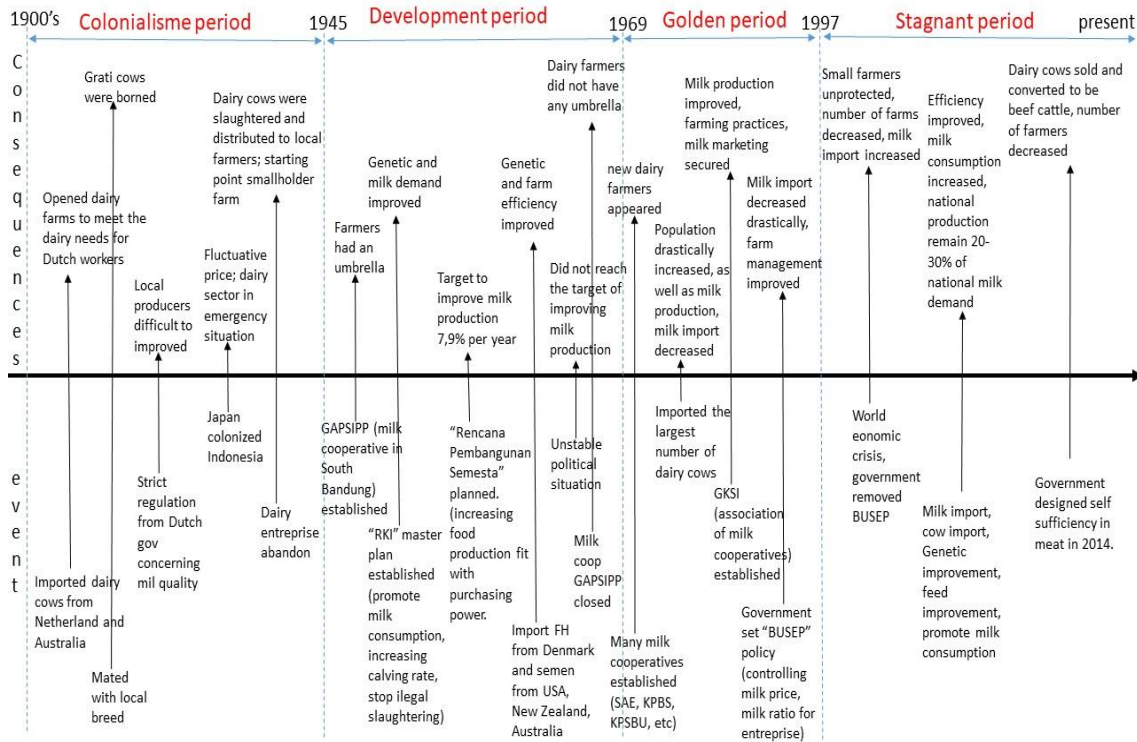 1900's
Colonialisme period
1945
Development period
1969
Golden period
1997
Stagnant period
present
Consequences
Grati cows
were borned
Opened dairy
farms to meet the
dairy needs for
Dutch workers
Local
producers
difficult to
improved
Dairy cows were
slaughtered and
distributed to local
farmers; starting
point smallholder
farm
Fluctuative
price; dairy
sector in
emergency
situation
Farmers
had an
umbrella
Genetic and
milk demand
improved
Target to
improve milk
production
7,9% per year
Genetic
and farm
efficiency
improved
Dairy farmers
did not have
any umbrella
Did not reach
the target of
improving
milk
production
new dairy
farmers
appeared
Milk production
improved,
farming practices,
milk marketing
secured
Population
drastically
increased, as
well as milk
production,
milk import
decreased
Milk import
decreased
drastically,
farm
management
improved
Small farmers
unprotected,
number of farms
decreased, milk
import increased
Efficiency
improved, milk
consumption
increased,
national
production
remain 20-
30% of
national milk
demand
Dairy cows sold and
converted to be
beef cattle, number
of farmers
decreased
event
Imported dairy
cows from
Netherland and
Australia
Mated
with local
breed
Strict
regulation
from Dutch
gov
concerning
mil quality
Japan
colonized
Indonesia
Dairy
entreprise
abandon
GAPSIPP (milk
cooperative in
South
Bandung)
established
"RKI" master
plan
established
(promote
milk
consumption,
increasing
calving rate,
stop ilegal
slaughtering)
"Rencana
Pembangunan
Semesta"
planned.
(increasing
food
production fit
with
purchasing
power.
Import FH
from Denmark
and semen
from USA,
New Zealand,
Australia
Unstable
political
situation
Milk
coop
GAPSIPP
closed
Many milk
cooperatives
established
(SAE, KPBS,
KPSBU, etc)
Imported the
largest
number of
dairy cows
GKSI
(association
of milk
cooperatives)
established
Government
set "BUSEP"
policy
(controlling
milk price,
milk ratio for
entreprise)
World
eonomic
crisis,
government
removed
BUSEP
Milk import,
cow import,
Genetic
improvement,
feed
improvement,
promote milk
consumption
Government
designed self
sufficiency in
meat in 2014.